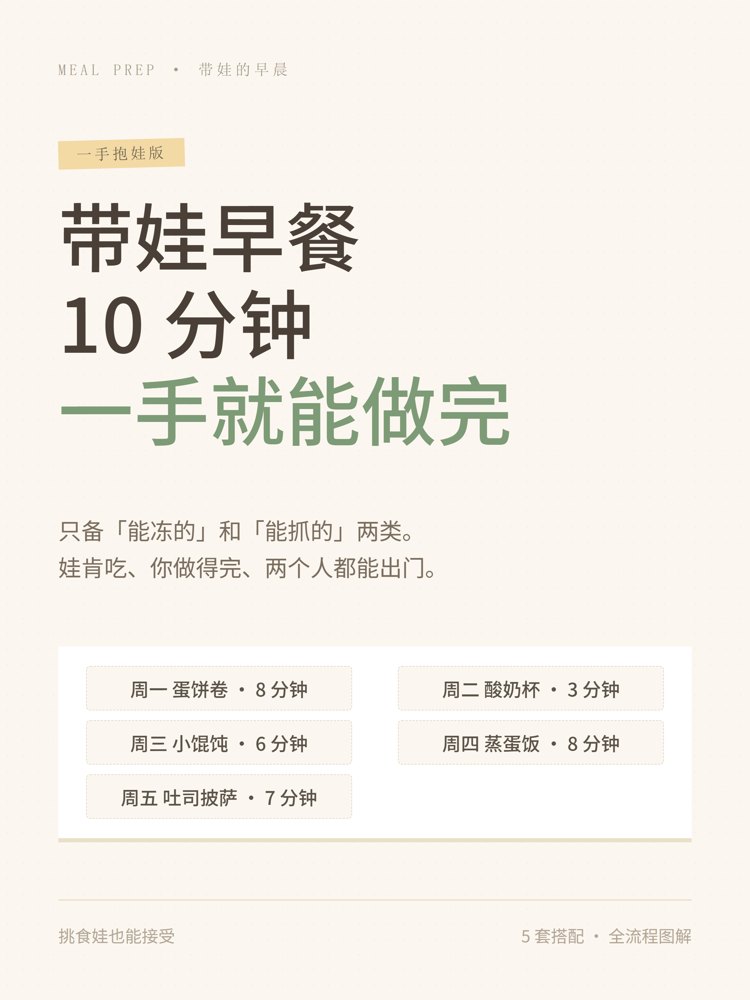 MEAL PREP • 带娃的早晨
一手抱娃版
带娃早餐
10 分钟
一手就能做完
只备「能冻的」和「能抓的」两类。
娃肯吃、你做得完、两个人都能出门。
周一 蛋饼卷 • 8 分钟
周二 酸奶杯 • 3 分钟
周三 小馄饨 • 6 分钟
周四 蒸蛋饭 • 8 分钟
周五 吐司披萨 • 7 分钟
挑食娃也能接受
5 套搭配 • 全流程图解